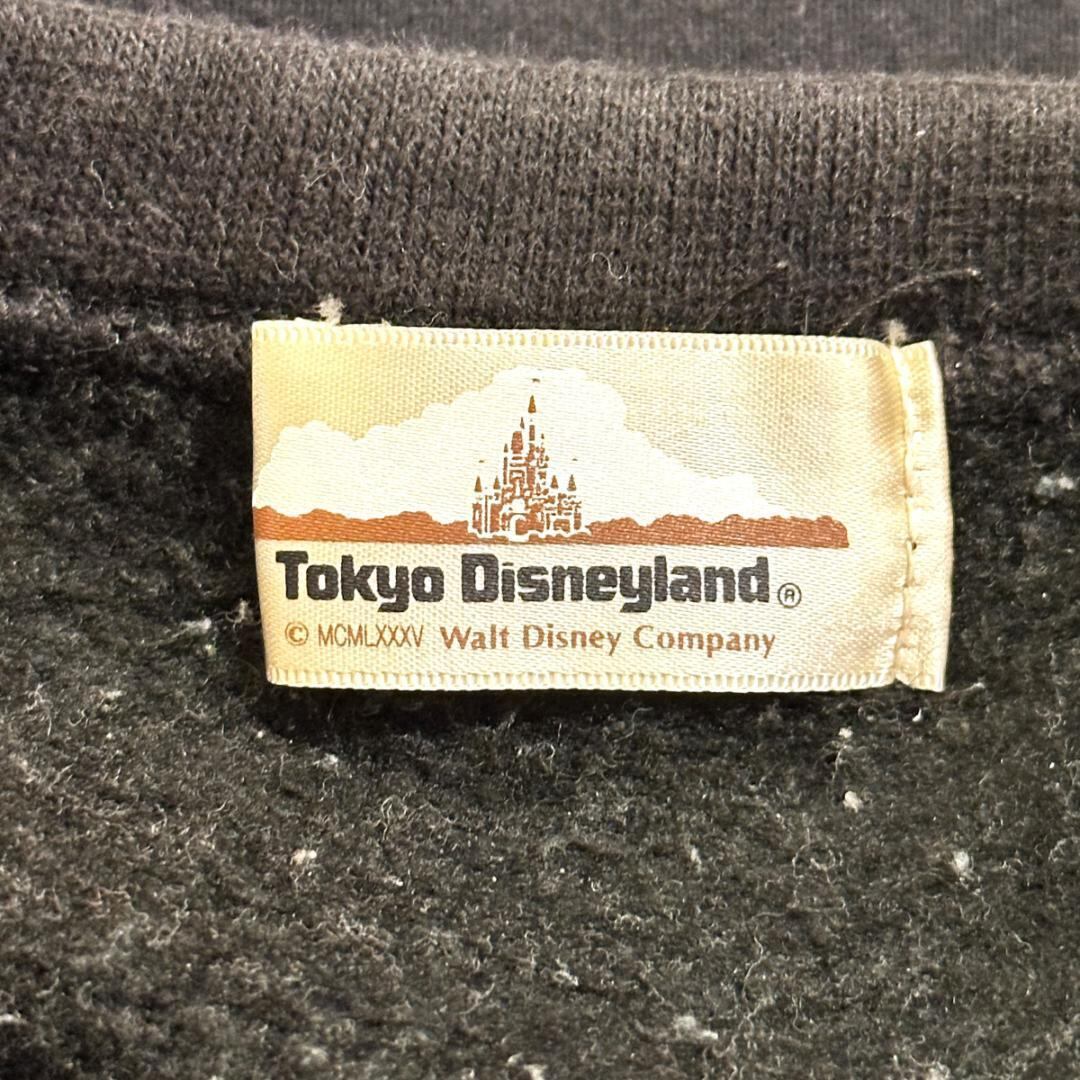 Tokyo Disneyland®
© MCMLXXXV Walt Disney Company